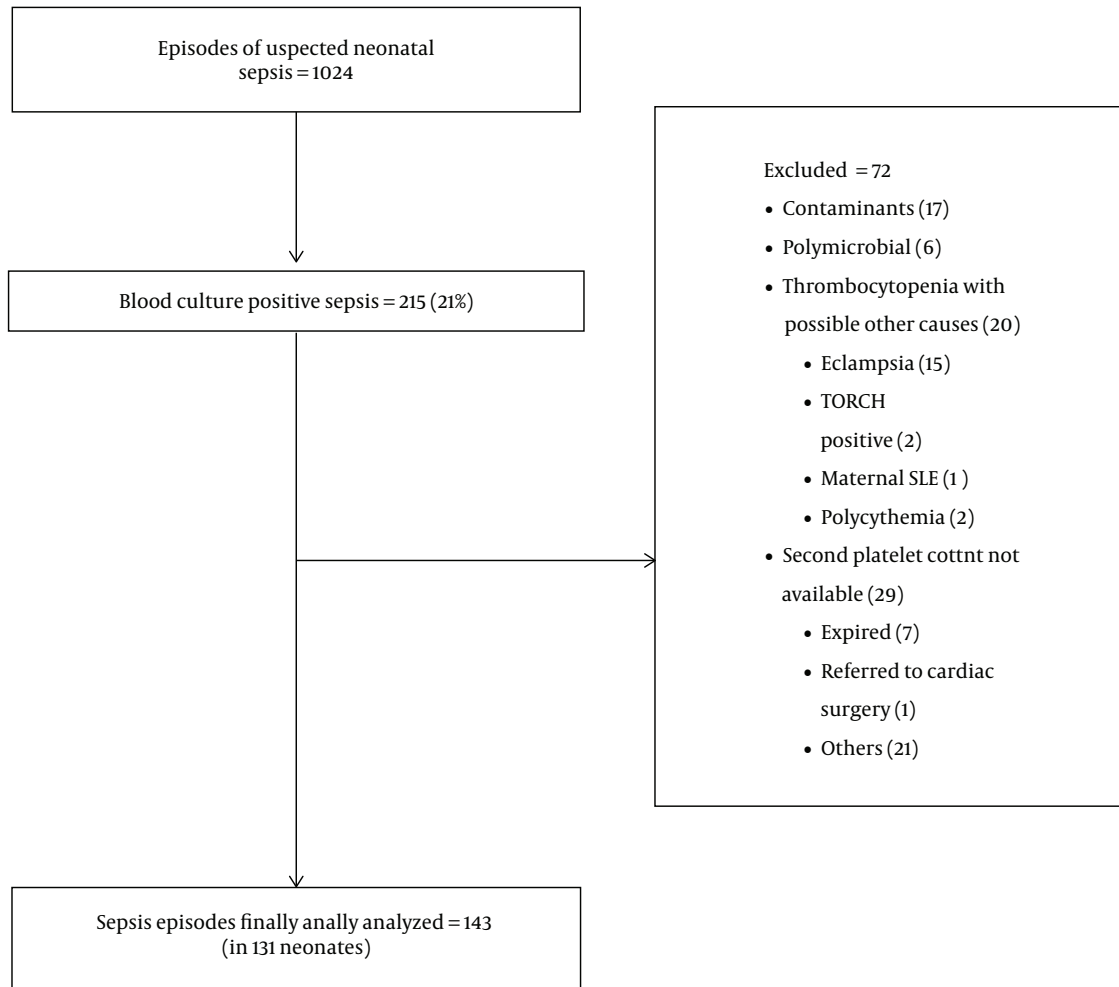 Episodes of uspected neonatal
sepsis = 1024
Blood culture positive sepsis = 215 (21%)
Excluded = 72
• Contaminants (17)
• Polymicrobial (6)
• Thrombocytopenia with
possible other causes (20)
• Eclampsia (15)
• TORCH
positive (2)
• Maternal SLE (1 )
• Polycythemia (2)
• Second platelet cottnt not
available (29)
• Expired (7)
• Referred to cardiac
surgery (1)
• Others (21)
Sepsis episodes finally anally analyzed = 143
(in 131 neonates)